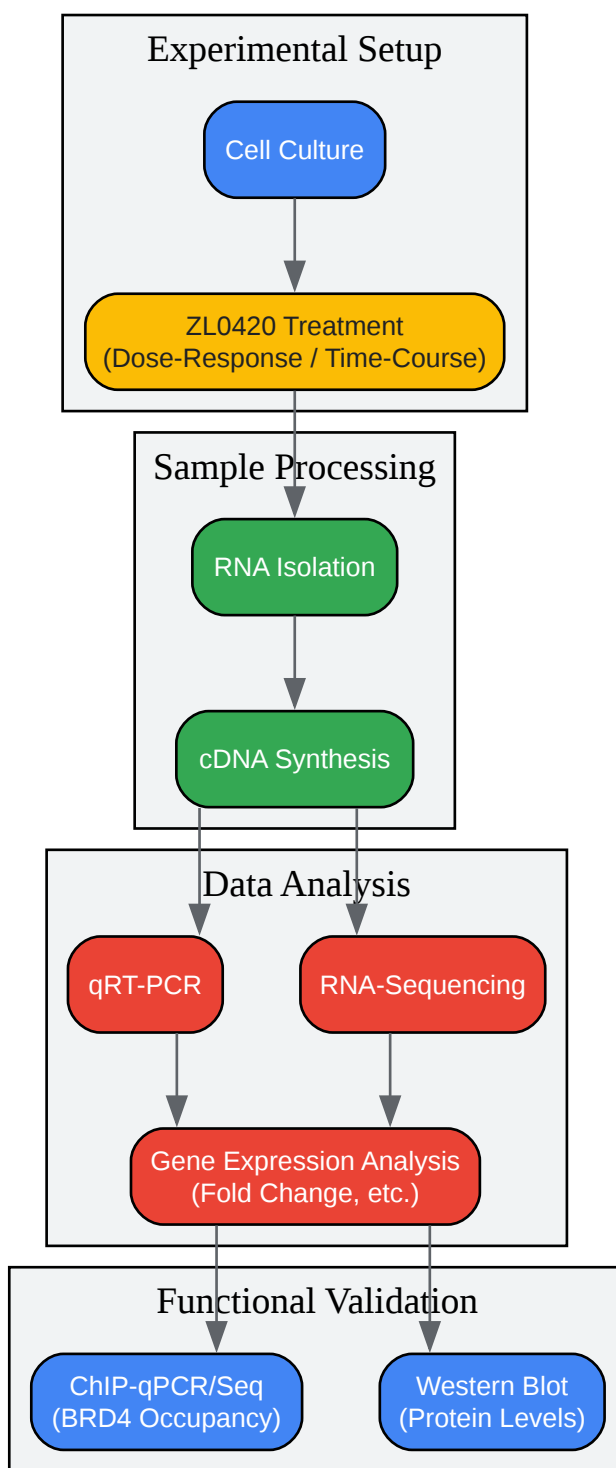 Experimental Setup
Cell Culture
ZL0420 Treatment
(Dose-Response / Time-Course)
Sample Processing
RNA Isolation
cDNA Synthesis
Data Analysis
qRT-PCR
RNA-Sequencing
Gene Expression Analysis
(Fold Change, etc.)
Functional Validation
ChIP-qPCR/Seq
(BRD4 Occupancy)
Western Blot
(Protein Levels)